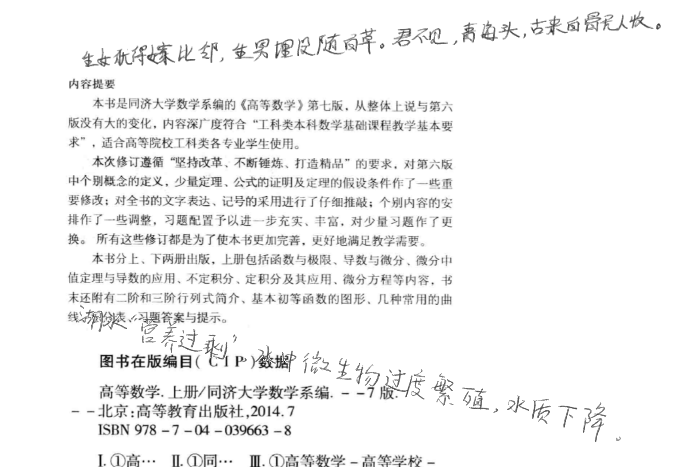 生女犹得嫁比邻，生男埋没随百草。君不见，青海头，古来白骨无人收。
内容提要
本书是同济大学数学系编的《高等数学》第七版，从整体上说与第六
版没有大的变化，内容深广度符合“工科类本科数学基础课程教学基本要
求”，适合高等院校工科类各专业学生使用。
本次修订遵循“坚持改革、不断锤炼、打造精品”的要求，对第六版
中个别概念的定义，少量定理、公式的证明及定理的假设条件作了一些重
要修改；对全书的文字表达、记号的采用进行了仔细推敲；个别内容的安
排作了一些调整，习题配置予以进一步充实、丰富，对少量习题作了更
换。所有这些修订都是为了使本书更加完善，更好地满足教学需要。
本书分上、下两册出版，上册包括函数与极限、导数与微分、微分中
值定理与导数的应用、不定积分、定积分及其应用、微分方程等内容，书
末还附有二阶和三阶行列式简介、基本初等函数的图形、几种常用的曲
线、积分表、习题答案与提示。
湖水“营养过剩”水中微生物过度繁殖，水质下降。
图书在版编目(CIP)数据
高等数学.上册/同济大学数学系编.--7版.
--北京:高等教育出版社,2014.7
ISBN 978-7-04-039663-8
Ⅰ.①高… Ⅱ.①同… Ⅲ.①高等数学-高等学校-